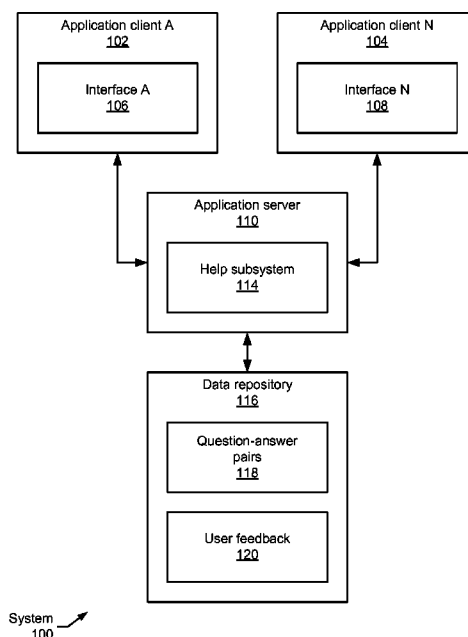 Application client A
102
Interface A
106
Application client N
104
Interface N
108
Application server
110
Help subsystem
114
Data repository
116
Question-answer
pairs
118
User feedback
120
System
100